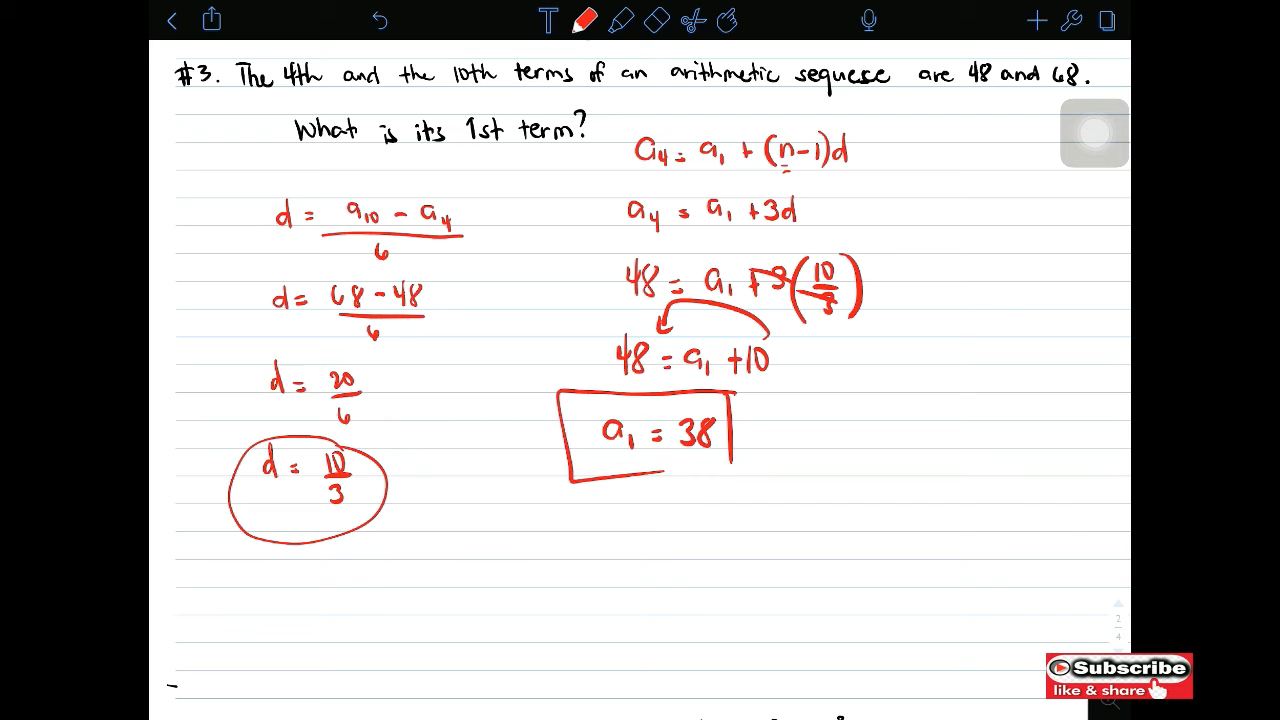 #3. The 4th and the 10th terms of an arithmetic sequese are 48 and 68.
What is its 1st term?
d = a10 - a4 / 6
d = 68 - 48 / 6
d = 20 / 6
d = 10 / 3
a4 = a1 + (n - 1)d
a4 = a1 + 3d
48 = a1 + 3(10/3)
48 = a1 + 10
a1 = 38
2
4
Subscribe
like & share